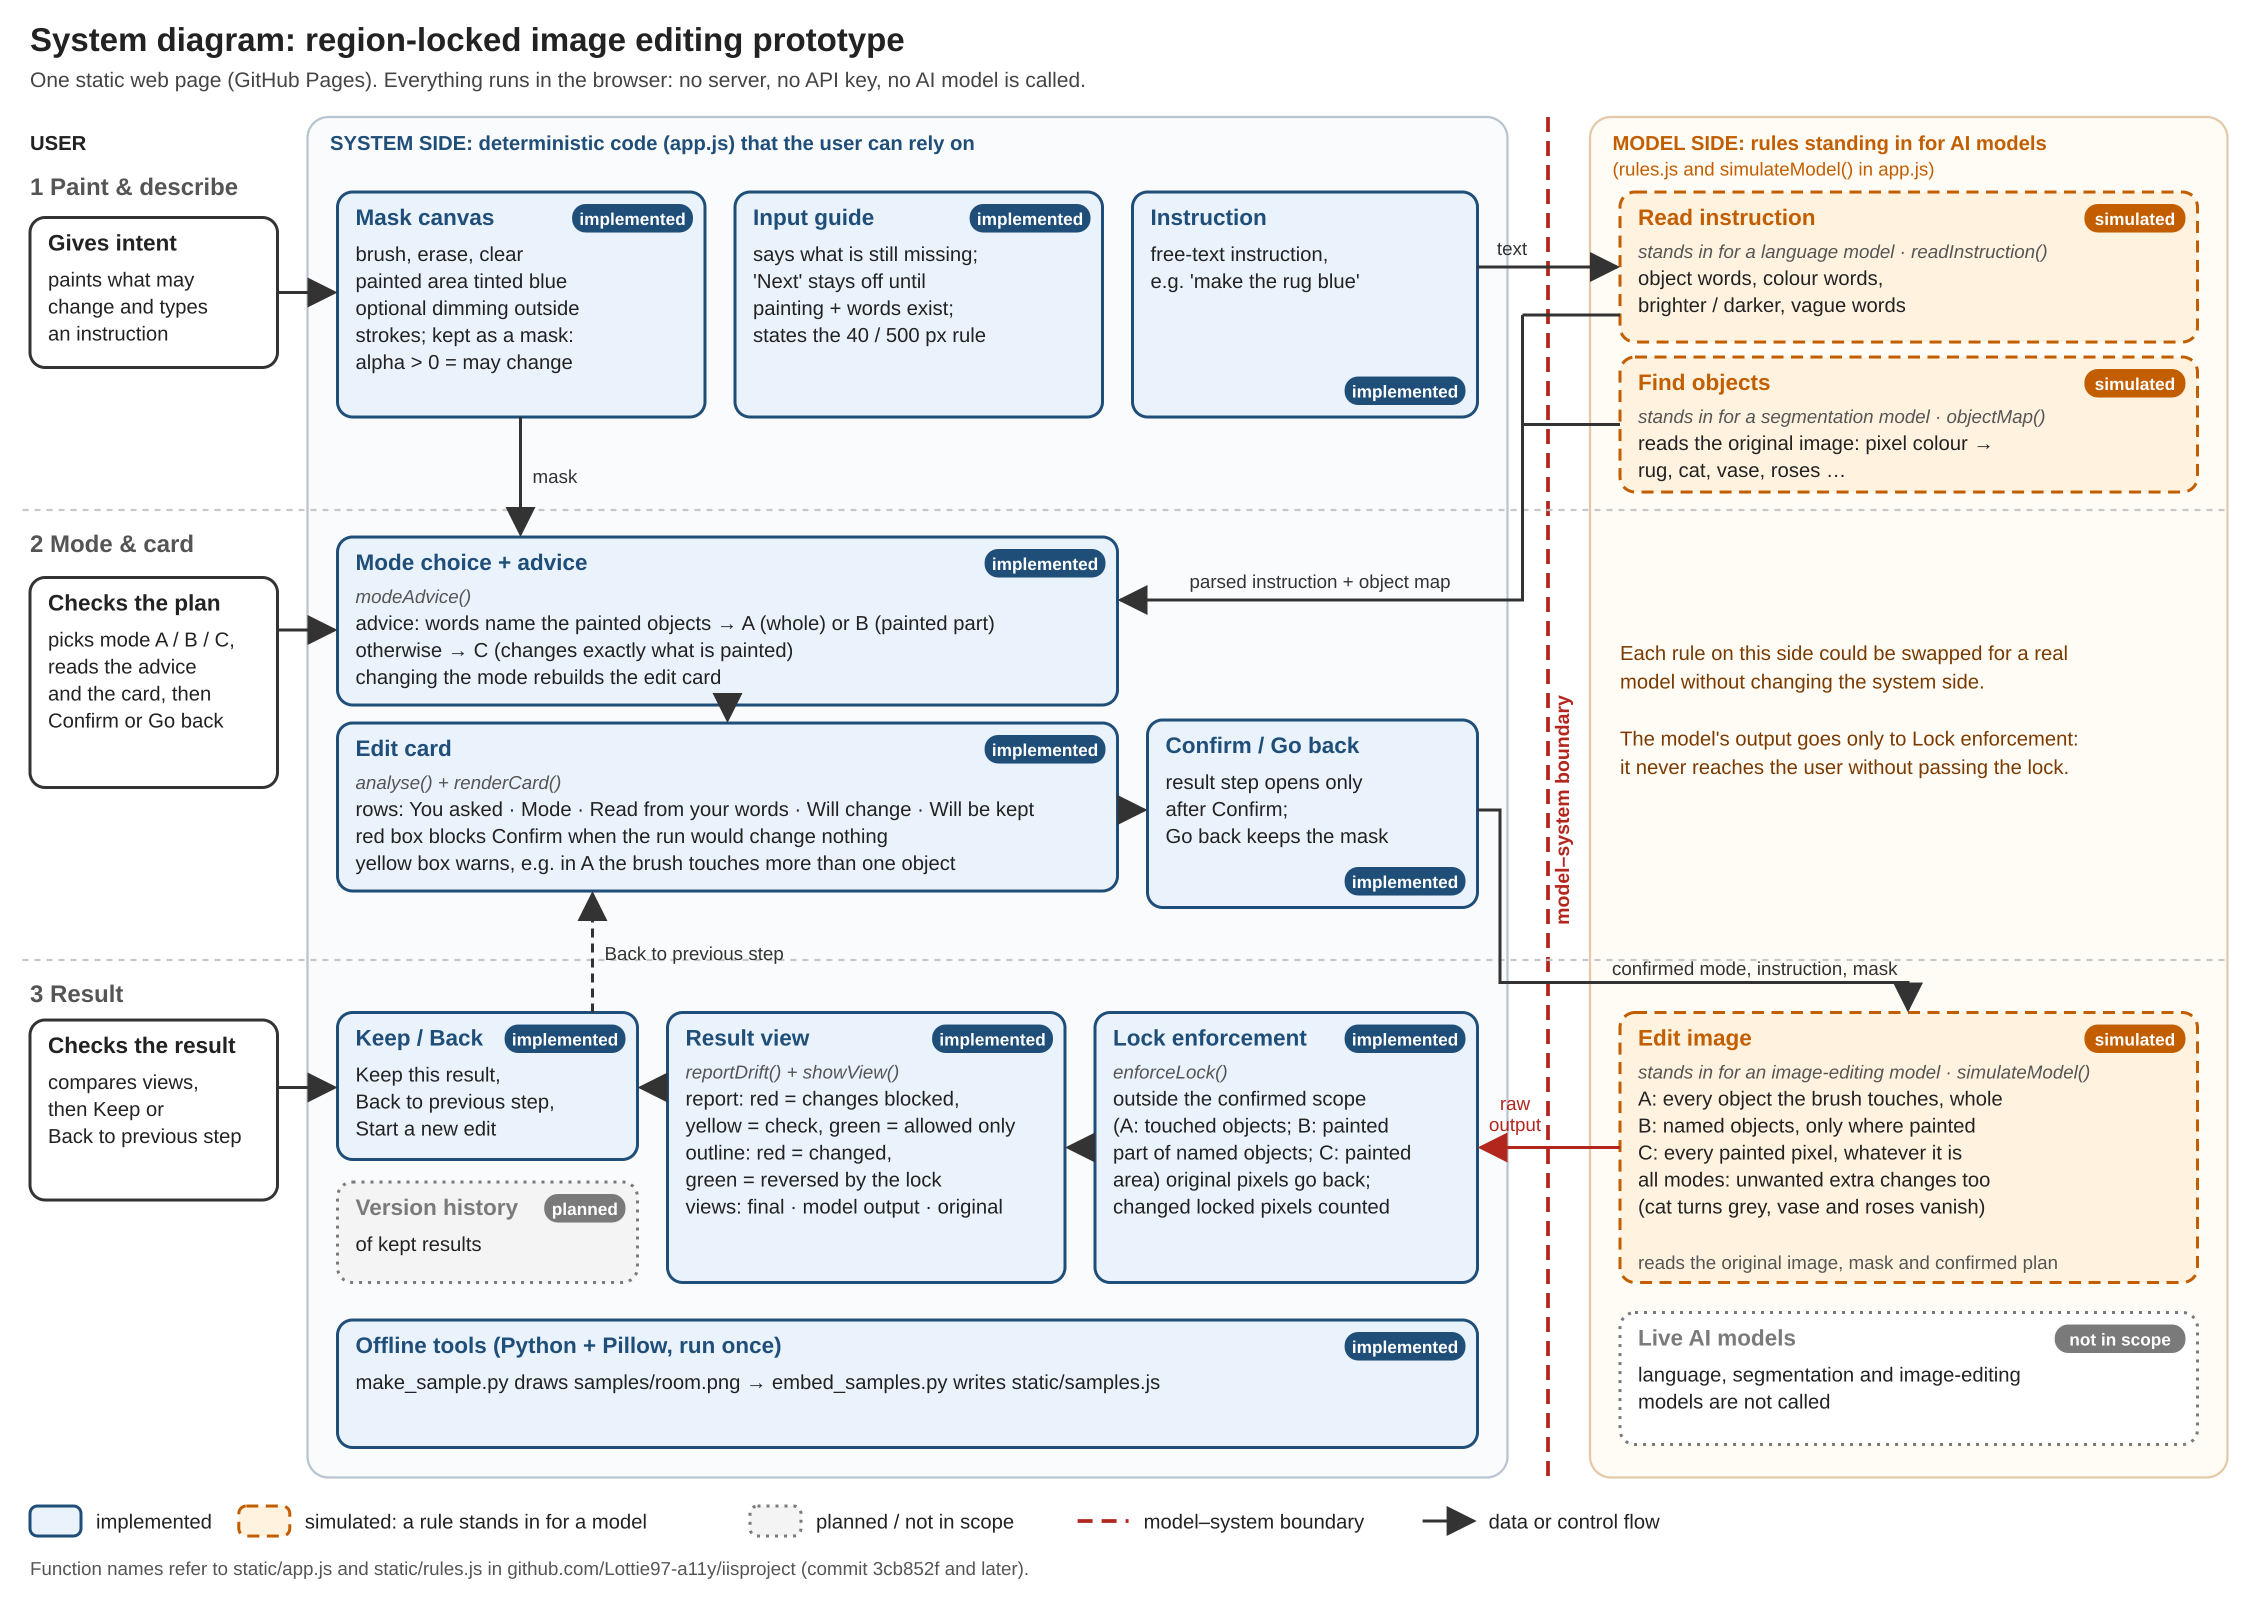 System diagram: region-locked image editing prototype
One static web page (GitHub Pages). Everything runs in the browser: no server, no API key, no AI model is called.
USER
SYSTEM SIDE: deterministic code (app.js) that the user can rely on
MODEL SIDE: rules standing in for AI models
(rules.js and simulateModel() in app.js)
1 Paint & describe
Gives intent
paints what may
change and types
an instruction
Mask canvas
implemented
brush, erase, clear
painted area tinted blue
optional dimming outside
strokes; kept as a mask:
alpha > 0 = may change
Input guide
implemented
says what is still missing;
'Next' stays off until
painting + words exist;
states the 40 / 500 px rule
Instruction
free-text instruction,
e.g. 'make the rug blue'
implemented
text
Read instruction
simulated
stands in for a language model · readInstruction()
object words, colour words,
brighter / darker, vague words
Find objects
simulated
stands in for a segmentation model · objectMap()
reads the original image: pixel colour →
rug, cat, vase, roses …
mask
2 Mode & card
Checks the plan
picks mode A / B / C,
reads the advice
and the card, then
Confirm or Go back
Mode choice + advice
implemented
modeAdvice()
advice: words name the painted objects → A (whole) or B (painted part)
otherwise → C (changes exactly what is painted)
changing the mode rebuilds the edit card
parsed instruction + object map
Edit card
implemented
analyse() + renderCard()
rows: You asked · Mode · Read from your words · Will change · Will be kept
red box blocks Confirm when the run would change nothing
yellow box warns, e.g. in A the brush touches more than one object
Confirm / Go back
result step opens only
after Confirm;
Go back keeps the mask
implemented
model–system boundary
Each rule on this side could be swapped for a real
model without changing the system side.
The model's output goes only to Lock enforcement:
it never reaches the user without passing the lock.
Back to previous step
confirmed mode, instruction, mask
3 Result
Checks the result
compares views,
then Keep or
Back to previous step
Keep / Back
implemented
Keep this result,
Back to previous step,
Start a new edit
Version history
planned
of kept results
Result view
implemented
reportDrift() + showView()
report: red = changes blocked,
yellow = check, green = allowed only
outline: red = changed,
green = reversed by the lock
views: final · model output · original
Lock enforcement
implemented
enforceLock()
outside the confirmed scope
(A: touched objects; B: painted
part of named objects; C: painted
area) original pixels go back;
changed locked pixels counted
raw
output
Edit image
simulated
stands in for an image-editing model · simulateModel()
A: every object the brush touches, whole
B: named objects, only where painted
C: every painted pixel, whatever it is
all modes: unwanted extra changes too
(cat turns grey, vase and roses vanish)
reads the original image, mask and confirmed plan
Offline tools (Python + Pillow, run once)
implemented
make_sample.py draws samples/room.png → embed_samples.py writes static/samples.js
Live AI models
not in scope
language, segmentation and image-editing
models are not called
implemented
simulated: a rule stands in for a model
planned / not in scope
model–system boundary
data or control flow
Function names refer to static/app.js and static/rules.js in github.com/Lottie97-a11y/iisproject (commit 3cb852f and later).